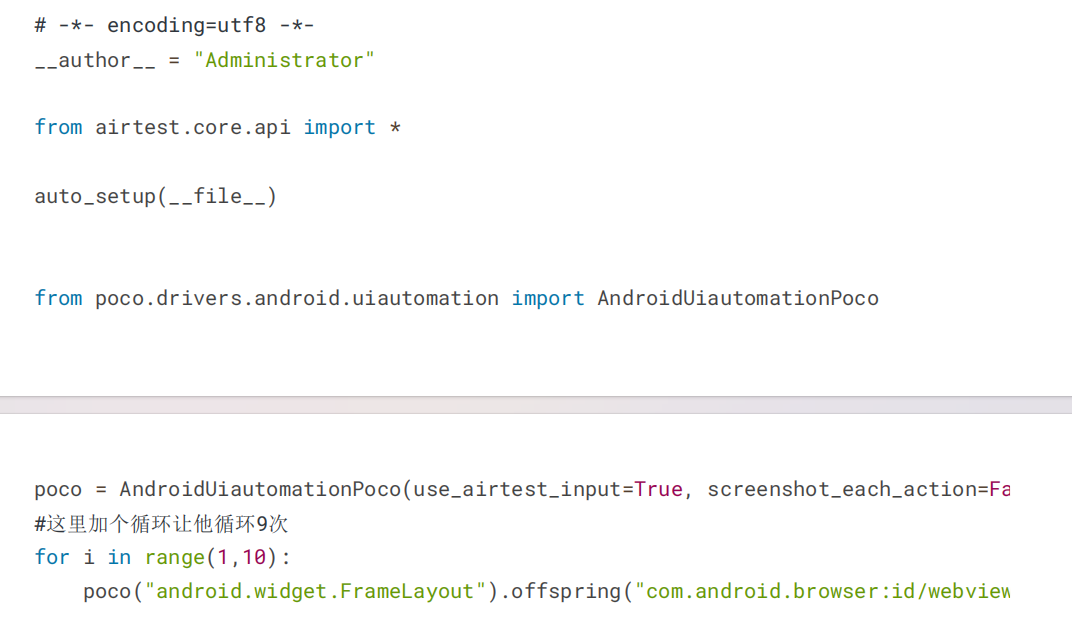 # -*- encoding=utf8 -*-
__author__ = "Administrator"
from airtest.core.api import *
auto_setup(__file__)
from poco.drivers.android.uiautomation import AndroidUiautomationPoco
poco = AndroidUiautomationPoco(use_airtest_input=True, screenshot_each_action=Fa
#这里加个循环让他循环9次
for i in range(1,10):
    poco("android.widget.FrameLayout").offspring("com.android.browser:id/webview